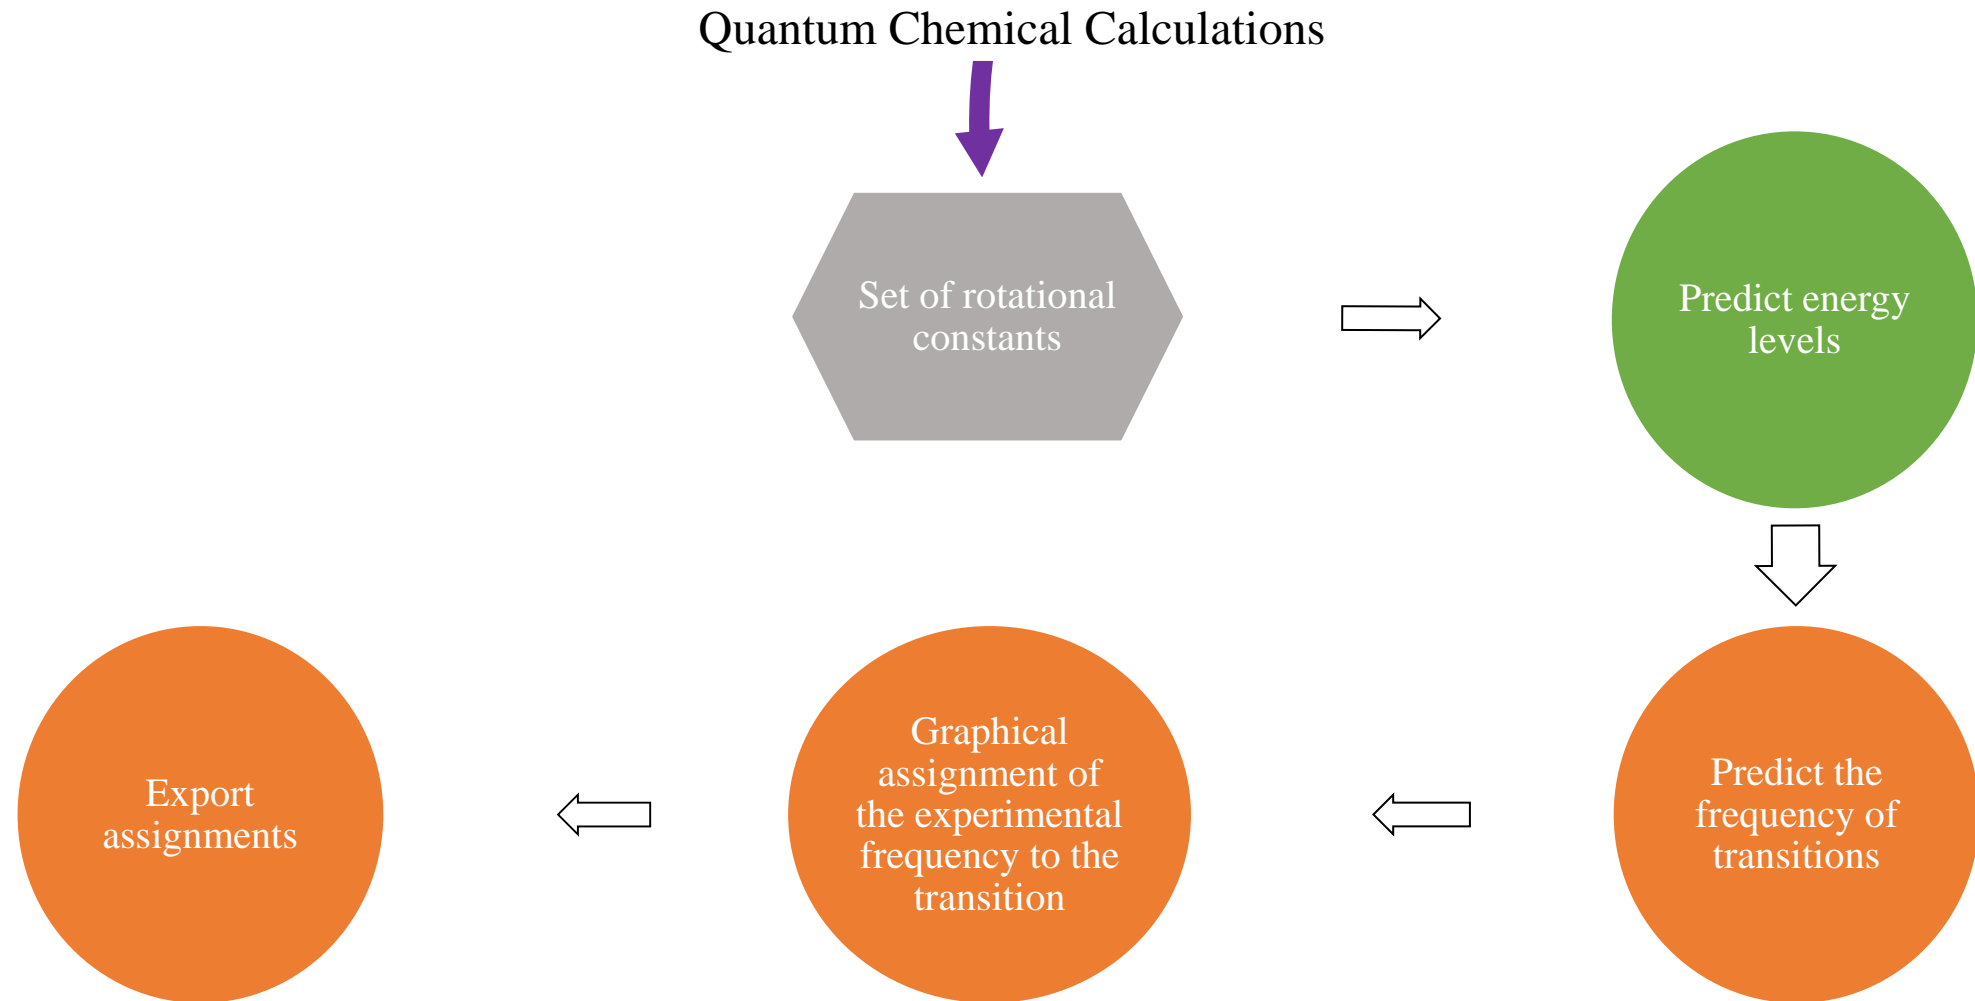 Quantum Chemical Calculations
Set of rotational
constants
Predict energy
levels
Predict the
frequency of
transitions
Graphical
assignment of
the experimental
frequency to the
transition
Export
assignments